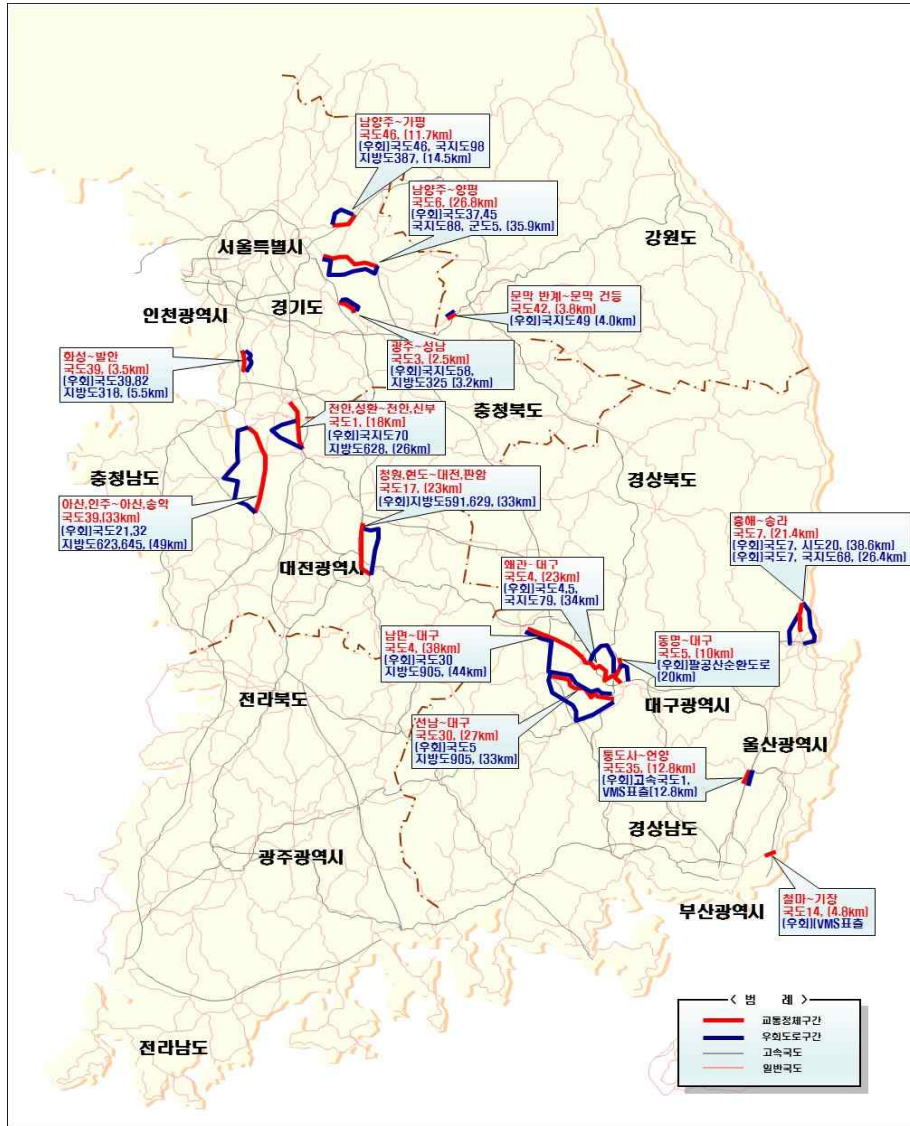 남양주~가평
국도46, (11.7km)
(우회)국도46, 국지도98
지방도387, (14.5km)
남양주~양평
국도6, (26.8km)
(우회)국도37,45
국지도88, 군도5, (35.9km)
서울특별시
강원도
인천광역시
경기도
문막 반계~문막 건등
국도42, (3.8km)
(우회)국지도49 (4.0km)
화성~발안
국도39, (3.5km)
(우회)국도39,82
지방도318, (5.5km)
광주~성남
국도3, (2.5km)
(우회)국지도58,
지방도325 (3.2km)
천안,성환~천안,신부
국도1, (18Km)
(우회)국지도70
지방도628, (26km)
충청북도
충청남도
청원,현도~대전,판암
국도17, (23km)
(우회)지방도591,629, (33km)
경상북도
아산,인주~아산,송악
국도39,(33km)
(우회)국도21,32
지방도623,645, (49km)
흥해~송라
국도7, (21.4km)
(우회)국도7, 시도20, (38.6km)
(우회)국도7, 국지도68, (26.4km)
대전광역시
왜관~대구
국도4, (23km)
(우회)국도4,5,
국지도79, (34km)
남면~대구
국도4, (38km)
(우회)국도30
지방도905, (44km)
동명~대구
국도5, (10km)
(우회)팔공산순환도로
(20km)
전라북도
대구광역시
선남~대구
국도30, (27km)
(우회)국도5
지방도905, (33km)
울산광역시
통도사~언양
국도35, (12.8km)
(우회)고속국도1,
VMS표출(12.8km)
경상남도
광주광역시
철마~기장
국도14, (4.8km)
(우회)(VMS표출
부산광역시
전라남도
< 범 례 >
교통정체구간
우회도로구간
고속국도
일반국도